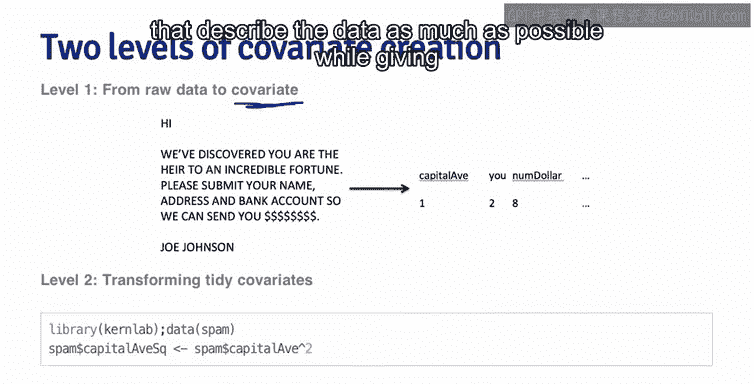 that describe the data as much as possible
while giving
Two levels of covariate creation
Level 1: From raw data to covariate
HI
WE'VE DISCOVERED YOU ARE THE
HEIR TO AN INCREDIBLE FORTUNE.
PLEASE SUBMIT YOUR NAME,
ADDRESS AND BANK ACCOUNT SO
WE CAN SEND YOU $$$$$$$$.
JOE JOHNSON
capitalAve you numDollar ...
1 2 8 ...
Level 2: Transforming tidy covariates
library(kernlab);data(spam)
spam$capitalAveSq <- spam$capitalAve^2